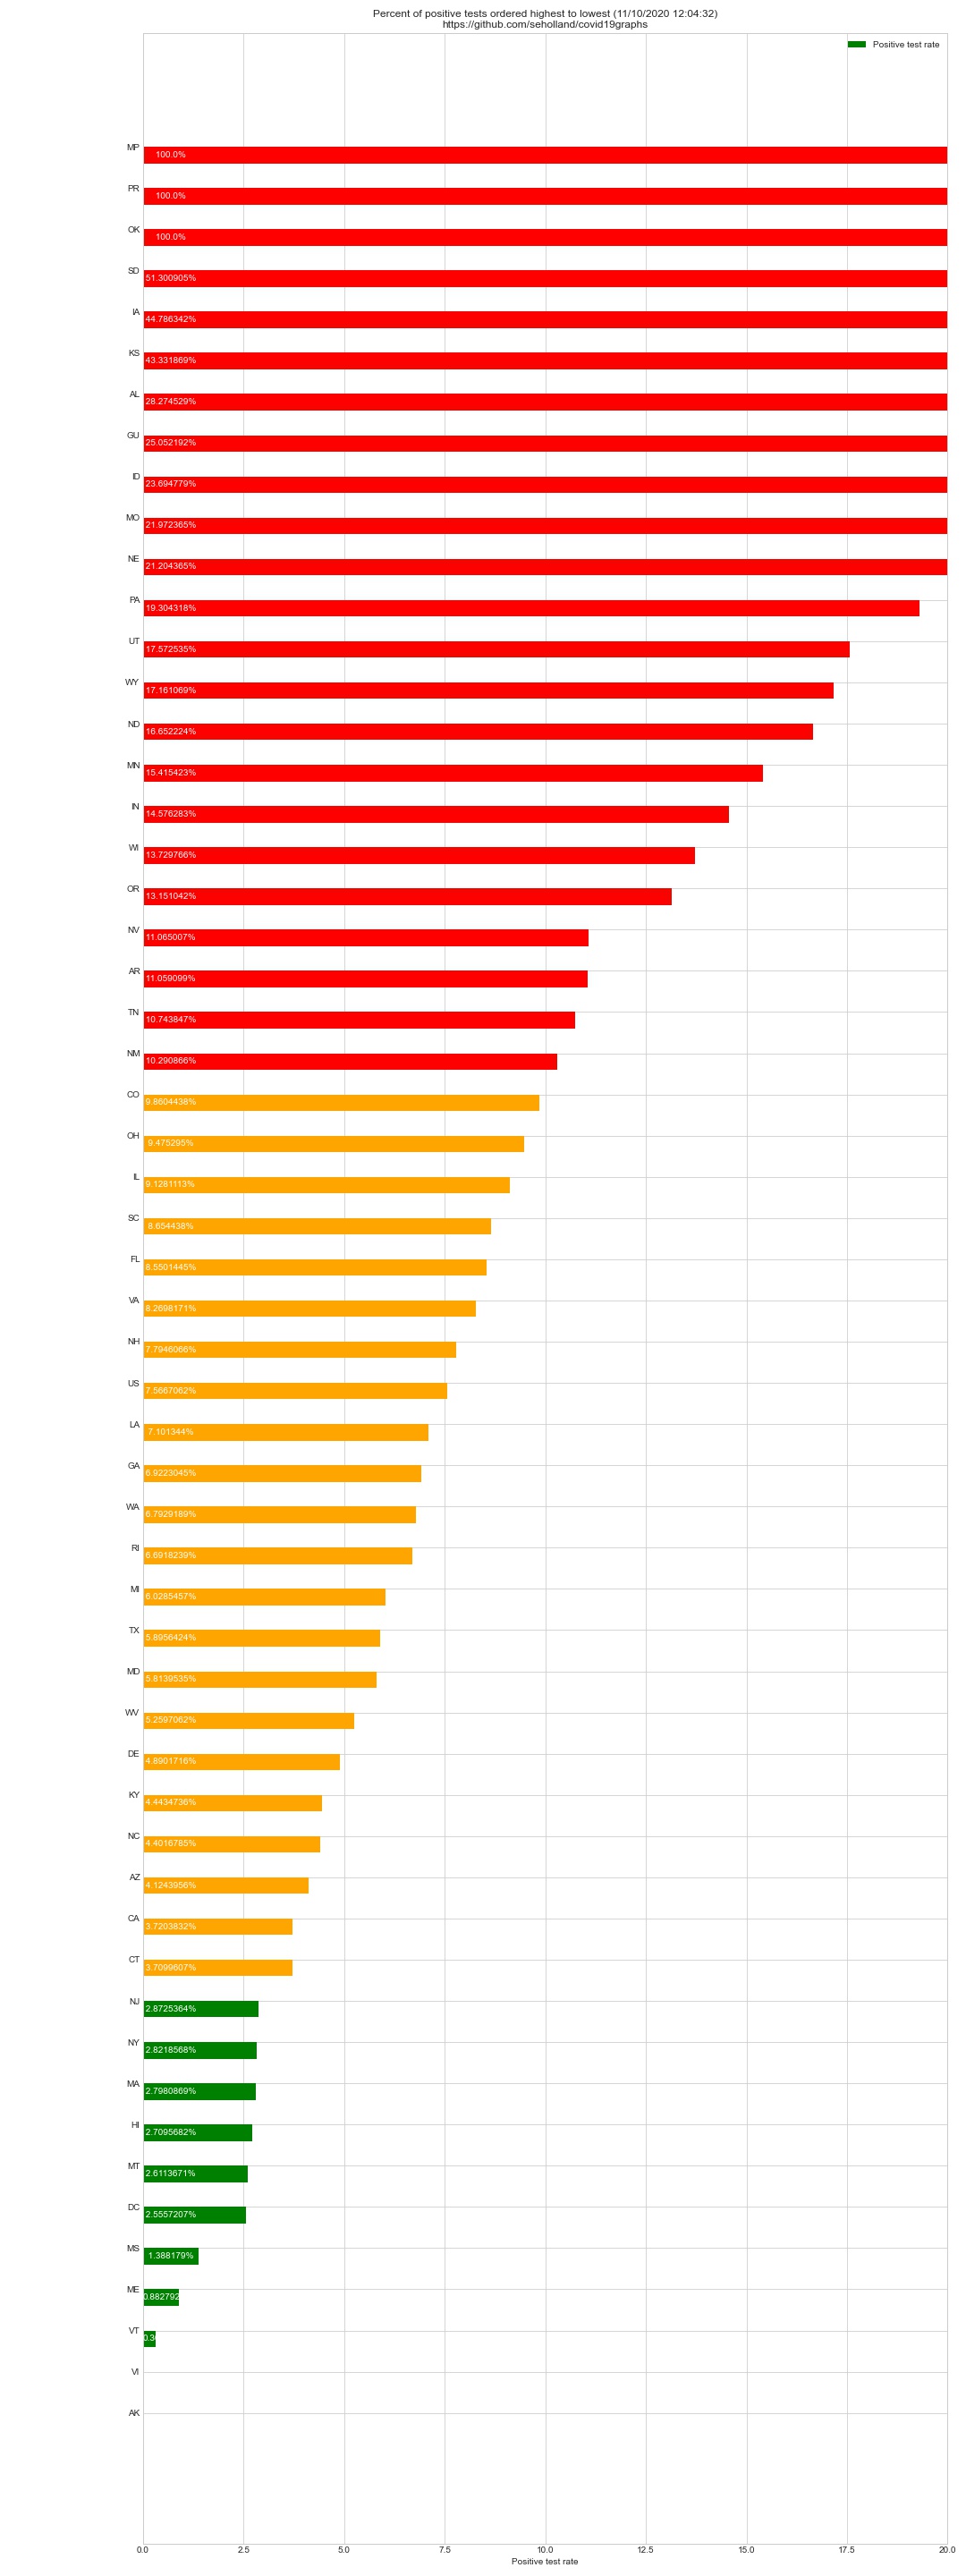 Percent of positive tests ordered highest to lowest (11/10/2020 12:04:32)
https://github.com/seholland/covid19graphs
Positive test rate
MP 100.0%
PR 100.0%
OK 100.0%
SD 51.300905%
IA 44.786342%
KS 43.331869%
AL 28.274529%
GU 25.052192%
ID 23.694779%
MO 21.972365%
NE 21.204365%
PA 19.304318%
UT 17.572535%
WY 17.161069%
ND 16.652224%
MN 15.415423%
IN 14.576283%
WI 13.729766%
OR 13.151042%
NV 11.065007%
AR 11.059099%
TN 10.743847%
NM 10.290866%
CO 9.8604438%
OH 9.475295%
IL 9.1281113%
SC 8.654438%
FL 8.5501445%
VA 8.2698171%
NH 7.7946066%
US 7.5667062%
LA 7.101344%
GA 6.9223045%
WA 6.7929189%
RI 6.6918239%
MI 6.0285457%
TX 5.8956424%
MD 5.8139535%
WV 5.2597062%
DE 4.8901716%
KY 4.4434736%
NC 4.4016785%
AZ 4.1243956%
CA 3.7203832%
CT 3.7099607%
NJ 2.8725364%
NY 2.8218568%
MA 2.7980869%
HI 2.7095682%
MT 2.6113671%
DC 2.5557207%
MS 1.388179%
ME 0.882792
VT
VI
AK
0.0 2.5 5.0 7.5 10.0 12.5 15.0 17.5 20.0
Positive test rate